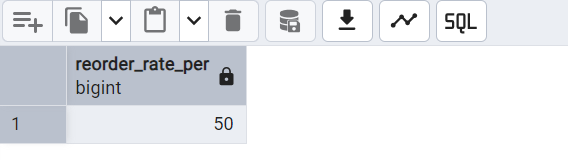 SQL
reorder_rate_per
bigint
1 50